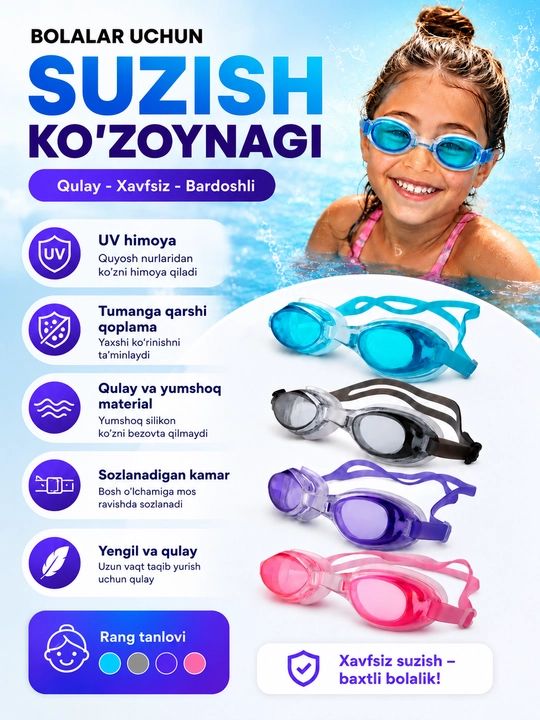 BOLALAR UCHUN
SUZISH
KO'ZOYNAGI
Qulay - Xavfsiz - Bardoshli
UV
UV himoya
Quyosh nurlaridan
ko'zni himoya qiladi
Tumanga qarshi
qoplama
Yaxshi ko'rinishni
ta'minlaydi
Qulay va yumshoq
material
Yumshoq silikon
ko'zni bezovta qilmaydi
Sozlanadigan kamar
Bosh o'lchamiga mos
ravishda sozlanadi
Yengil va qulay
Uzun vaqt taqib yurish
uchun qulay
Rang tanlovi
Xavfsiz suzish –
baxtli bolalik!